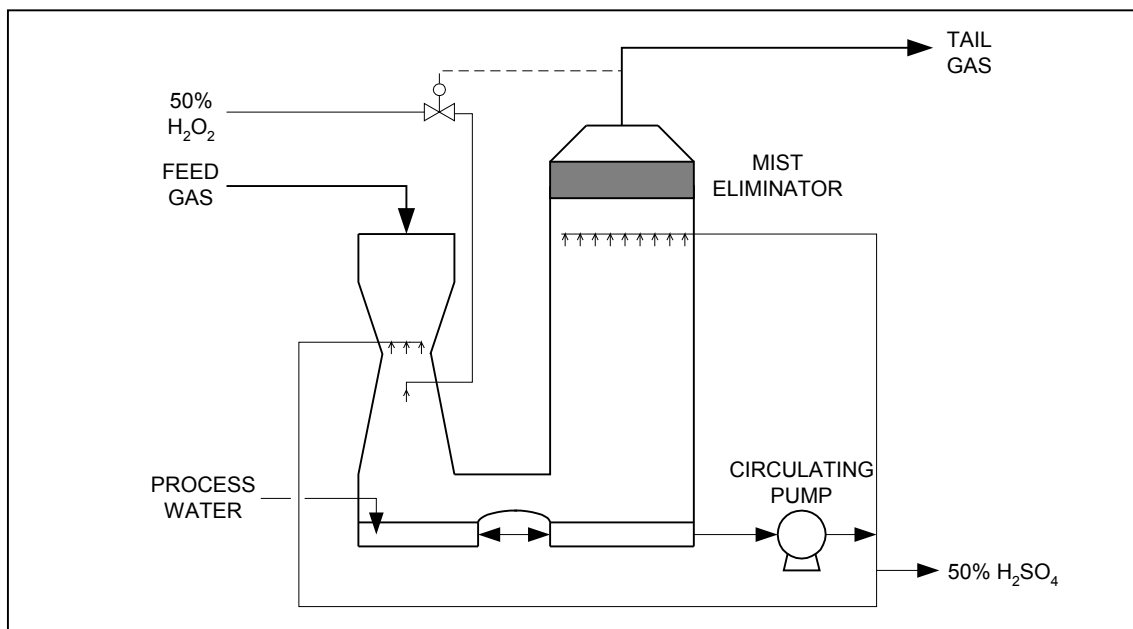 TAIL
GAS
50%
H₂O₂
FEED
GAS
MIST
ELIMINATOR
PROCESS
WATER
CIRCULATING
PUMP
50% H₂SO₄